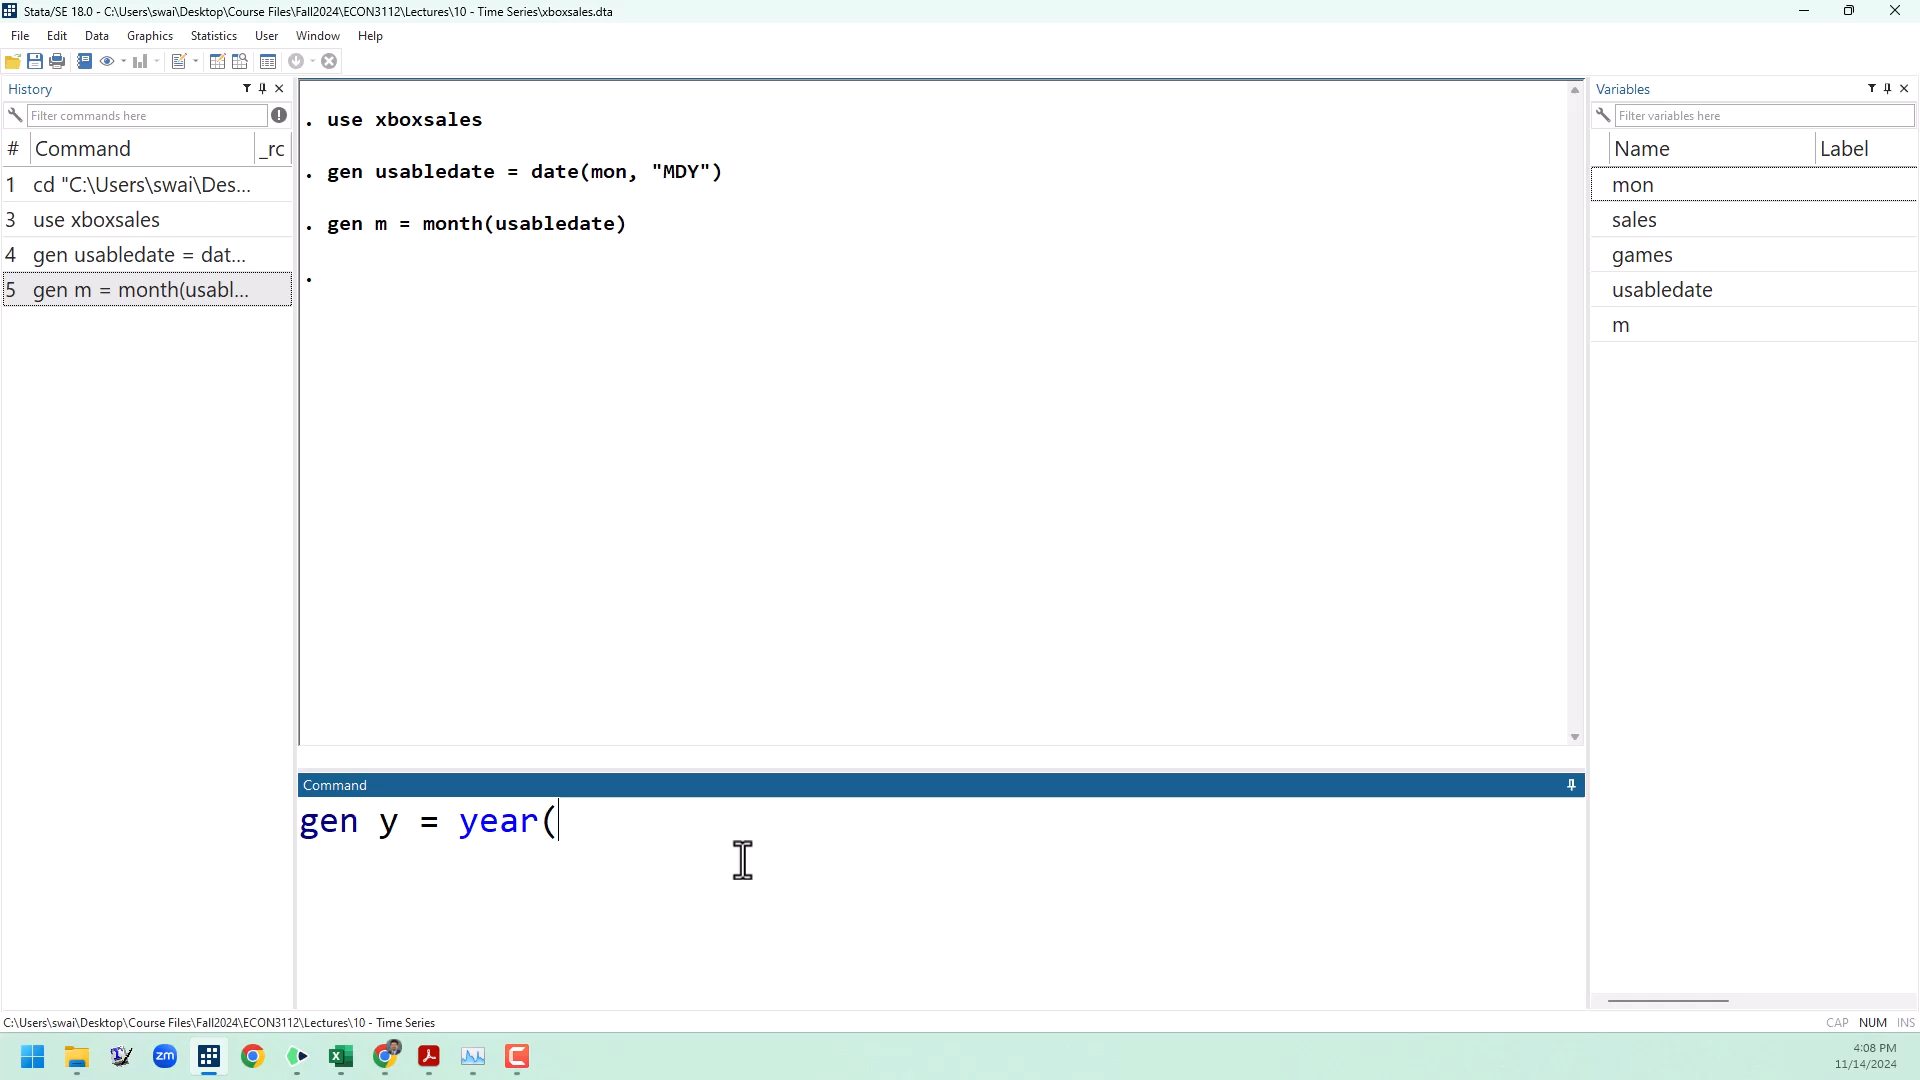 Stata/SE 18.0 - C:\Users\swai\Desktop\Course Files\Fall2024\ECON3112\Lectures\10 - Time Series\xboxsales.dta
File Edit Data Graphics Statistics User Window Help
History
Filter commands here
# Command _rc
1 cd "C:\Users\swai\Des...
3 use xboxsales
4 gen usabledate = dat...
5 gen m = month(usabl...
. use xboxsales
. gen usabledate = date(mon, "MDY")
. gen m = month(usabledate)
.
Command
gen y = year(
Variables
Filter variables here
Name Label
mon
sales
games
usabledate
m
C:\Users\swai\Desktop\Course Files\Fall2024\ECON3112\Lectures\10 - Time Series
CAP NUM INS
zm
4:08 PM
11/14/2024